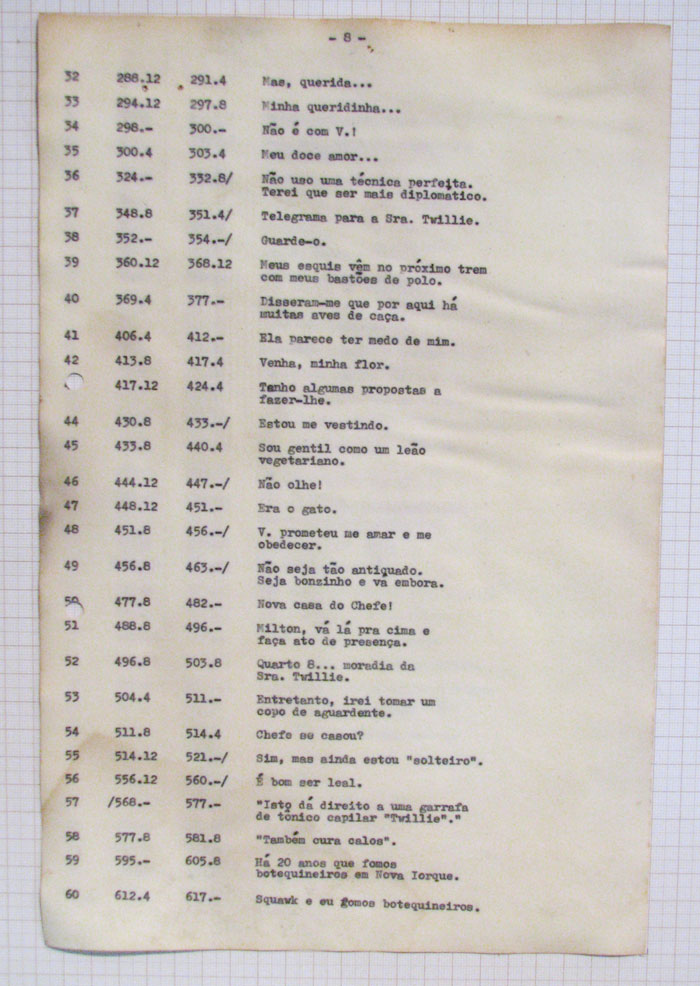 - 8 -
32 288.12 291.4 Mas, querida...
33 294.12 297.8 Minha queridinha...
34 298.- 300.- Não é com V.!
35 300.4 303.4 Meu doce amor...
36 324.- 332.8/ Não uso uma técnica perfeita.
Terei que ser mais diplomatico.
37 348.8 351.4/ Telegrama para a Sra. Twillie.
38 352.- 354.-/ Guarde-o.
39 360.12 368.12 Meus esquis vêm no próximo trem
com meus bastões de polo.
40 369.4 377.- Disseram-me que por aqui há
muitas aves de caça.
41 406.4 412.- Ela parece ter medo de mim.
42 413.8 417.4 Venha, minha flor.
417.12 424.4 Tenho algumas propostas a
fazer-lhe.
44 430.8 433.-/ Estou me vestindo.
45 433.8 440.4 Sou gentil como um leão
vegetariano.
46 444.12 447.-/ Não olhe!
47 448.12 451.- Era o gato.
48 451.8 456.-/ V. prometeu me amar e me
obedecer.
49 456.8 463.-/ Não seja tão antiquado.
Seja bonzinho e vá embora.
50 477.8 482.- Nova casa do Chefe!
51 488.8 496.- Milton, vá lá pra cima e
faça ato de presença.
52 496.8 503.8 Quarto 8... moradia da
Sra. Twillie.
53 504.4 511.- Entretanto, irei tomar um
copo de aguardente.
54 511.8 514.4 Chefe se casou?
55 514.12 521.-/ Sim, mas ainda estou "solteiro".
56 556.12 560.-/ É bom ser leal.
57 /568.- 577.- "Isto dá direito a uma garrafa
de tônico capilar "Twillie"."
58 577.8 581.8 "Também cura calos".
59 595.- 605.8 Há 20 anos que fomos
botequineiros em Nova Iorque.
60 612.4 617.- Squawk e eu fomos botequineiros.